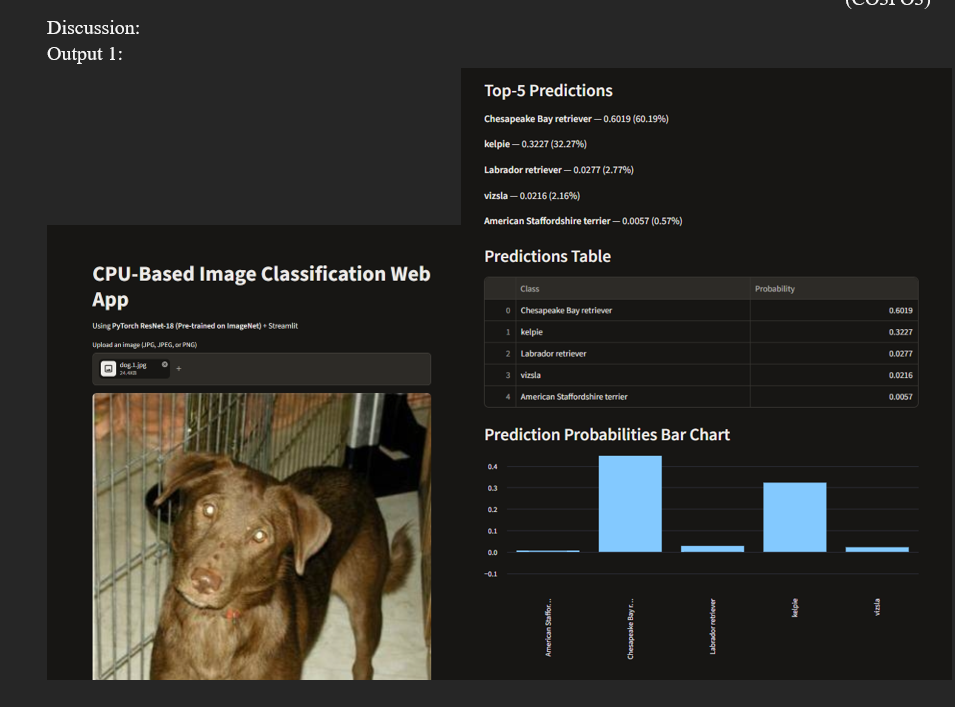 (COSPOS)
Discussion:
Output 1:
CPU-Based Image Classification Web
App
Using PyTorch ResNet-18 (Pre-trained on ImageNet) + Streamlit
Upload an image (JPG, JPEG, or PNG)
dog.1.jpg
24.4KB
+
Top-5 Predictions
Chesapeake Bay retriever — 0.6019 (60.19%)
kelpie — 0.3227 (32.27%)
Labrador retriever — 0.0277 (2.77%)
vizsla — 0.0216 (2.16%)
American Staffordshire terrier — 0.0057 (0.57%)
Predictions Table
Class Probability
0 Chesapeake Bay retriever 0.6019
1 kelpie 0.3227
2 Labrador retriever 0.0277
3 vizsla 0.0216
4 American Staffordshire terrier 0.0057
Prediction Probabilities Bar Chart
0.4
0.3
0.2
0.1
0.0
−0.1
American Staffor...
Chesapeake Bay r...
Labrador retriever
kelpie
vizsla